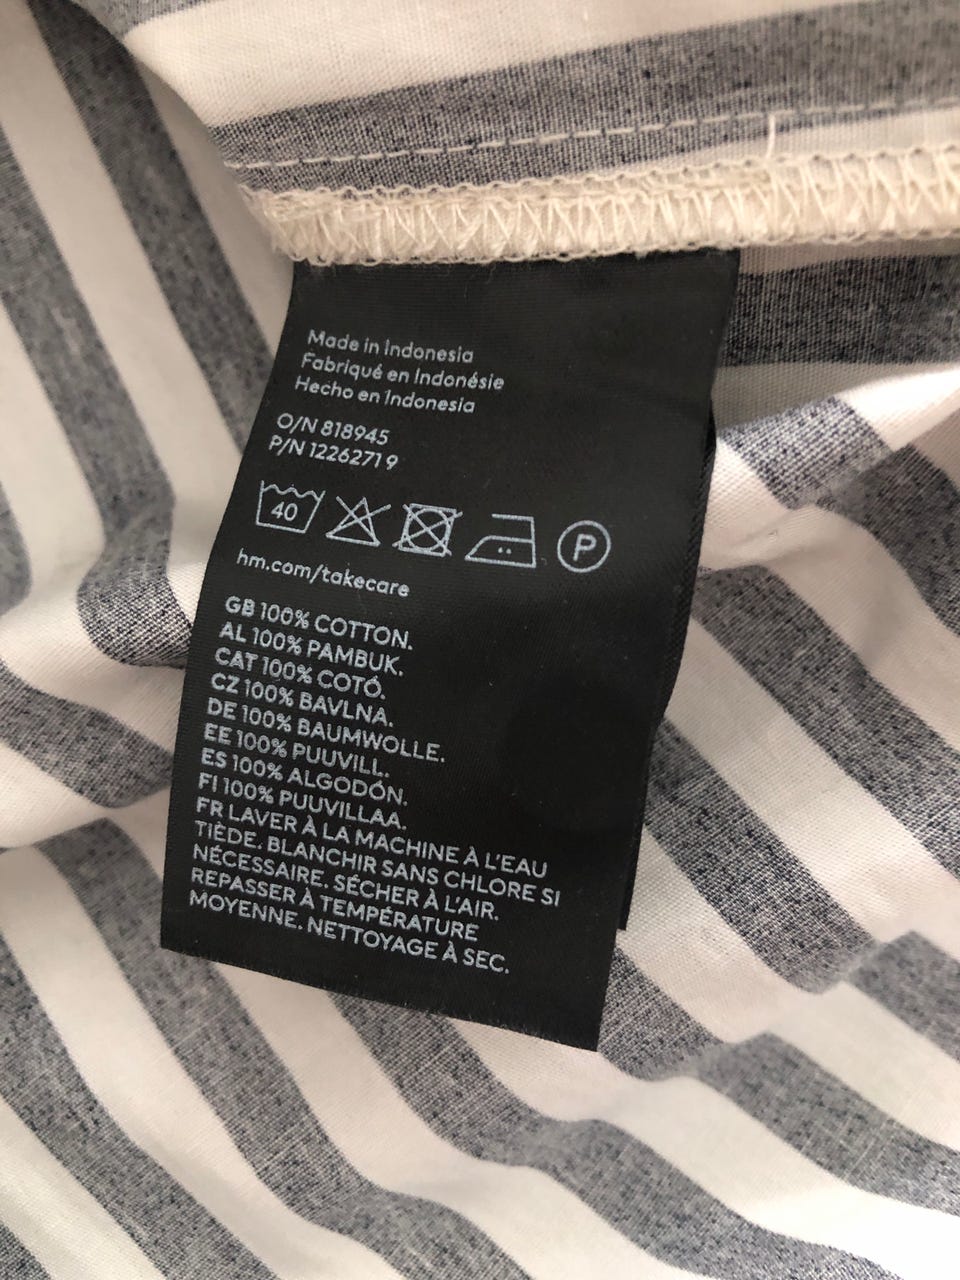 Made in Indonesia
Fabriqué en Indonésie
Hecho en Indonesia
O/N 818945
P/N 12262719
40
P
hm.com/takecare
GB 100% COTTON.
AL 100% PAMBUK.
CAT 100% COTÓ.
CZ 100% BAVLNA.
DE 100% BAUMWOLLE.
EE 100% PUUVILL.
ES 100% ALGODÓN.
FI 100% PUUVILLAA.
FR LAVER À LA MACHINE À L'EAU
TIÈDE. BLANCHIR SANS CHLORE SI
NÉCESSAIRE. SÉCHER À L'AIR.
REPASSER À TEMPÉRATURE
MOYENNE. NETTOYAGE À SEC.